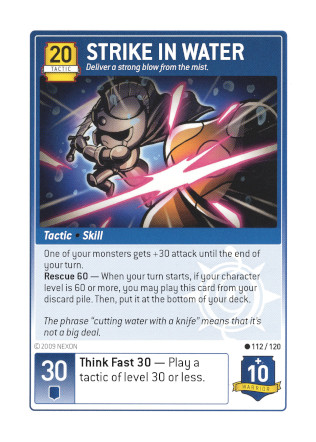 20
TACTIC
STRIKE IN WATER
Deliver a strong blow from the mist.
Tactic • Skill
One of your monsters gets +30 attack until the end of
your turn.
Rescue 60 — When your turn starts, if your character
level is 60 or more, you may play this card from your
discard pile. Then, put it at the bottom of your deck.
The phrase "cutting water with a knife" means that it's
not a big deal.
©2009 NEXON
● 112 / 120
30
Think Fast 30 — Play a
tactic of level 30 or less.
+
10
WARRIOR